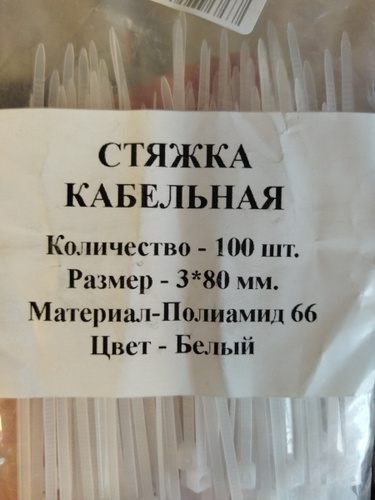 СТЯЖКА
КАБЕЛЬНАЯ
Количество - 100 шт.
Размер - 3*80 мм.
Материал-Полиамид 66
Цвет - Белый